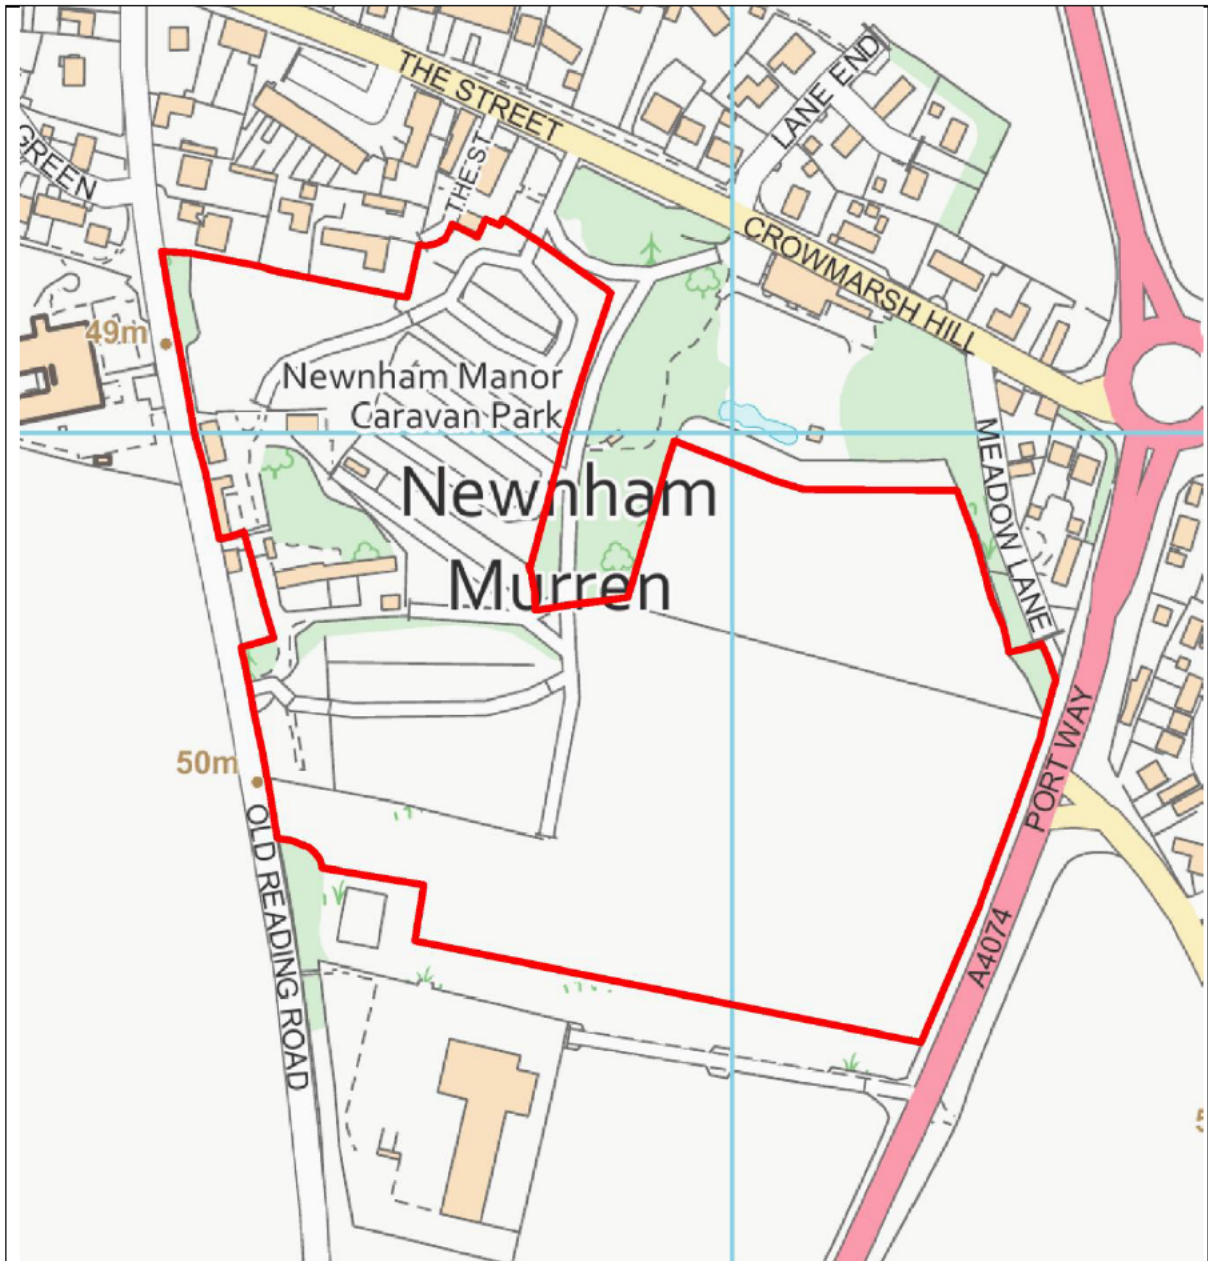 THE STREET
LANE END
GREEN
THE ST
CROWMARSH HILL
49m
Newnham Manor
Caravan Park
MEADOW LANE
Newnham
Murren
PORT WAY
50m
OLD READING ROAD
A4074